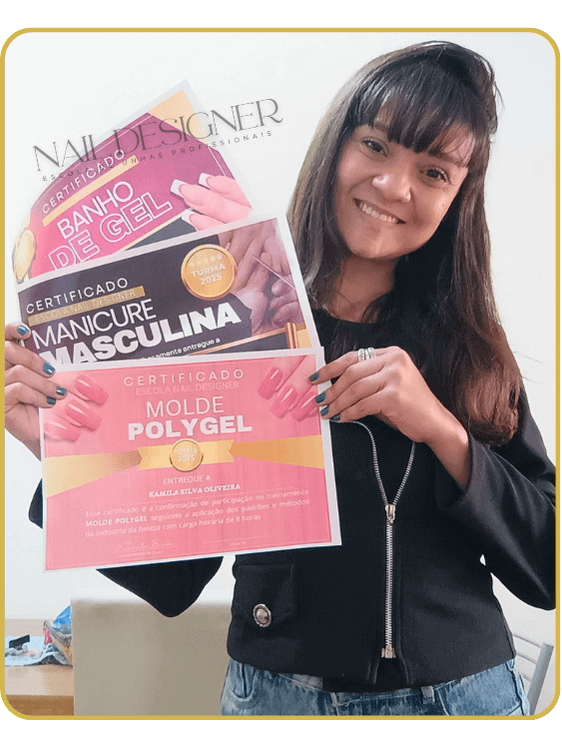 NAIL DESIGNER
ESCOLA DE UNHAS PROFISSIONAIS
CERTIFICADO
BANHO
DE GEL
CERTIFICADO
ESCOLA NAIL DESIGNER
MANICURE
MASCULINA
TURMA
2025
entregue a
CERTIFICADO
ESCOLA NAIL DESIGNER
MOLDE
POLYGEL
2025
ENTREGUE A
KAMILA SILVA OLIVEIRA
Esse certificado é a confirmação de participação no treinamento
MOLDE POLYGEL seguindo a aplicação dos padrões e métodos
da indústria da beleza com carga horária de 8 horas